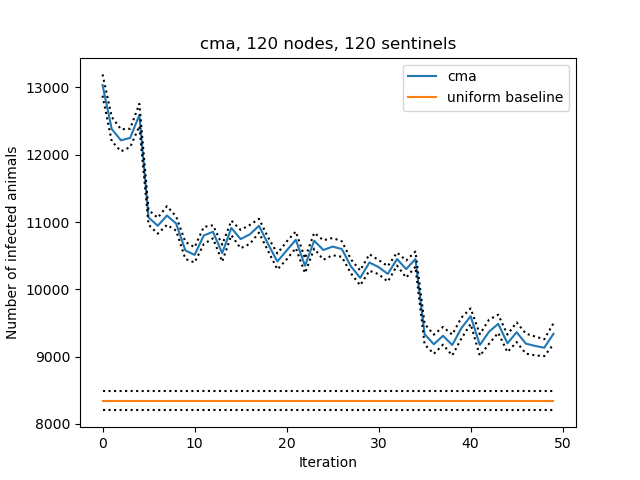 cma, 120 nodes, 120 sentinels
cma
uniform baseline
Number of infected animals
13000
12000
11000
10000
9000
8000
0 10 20 30 40 50
Iteration